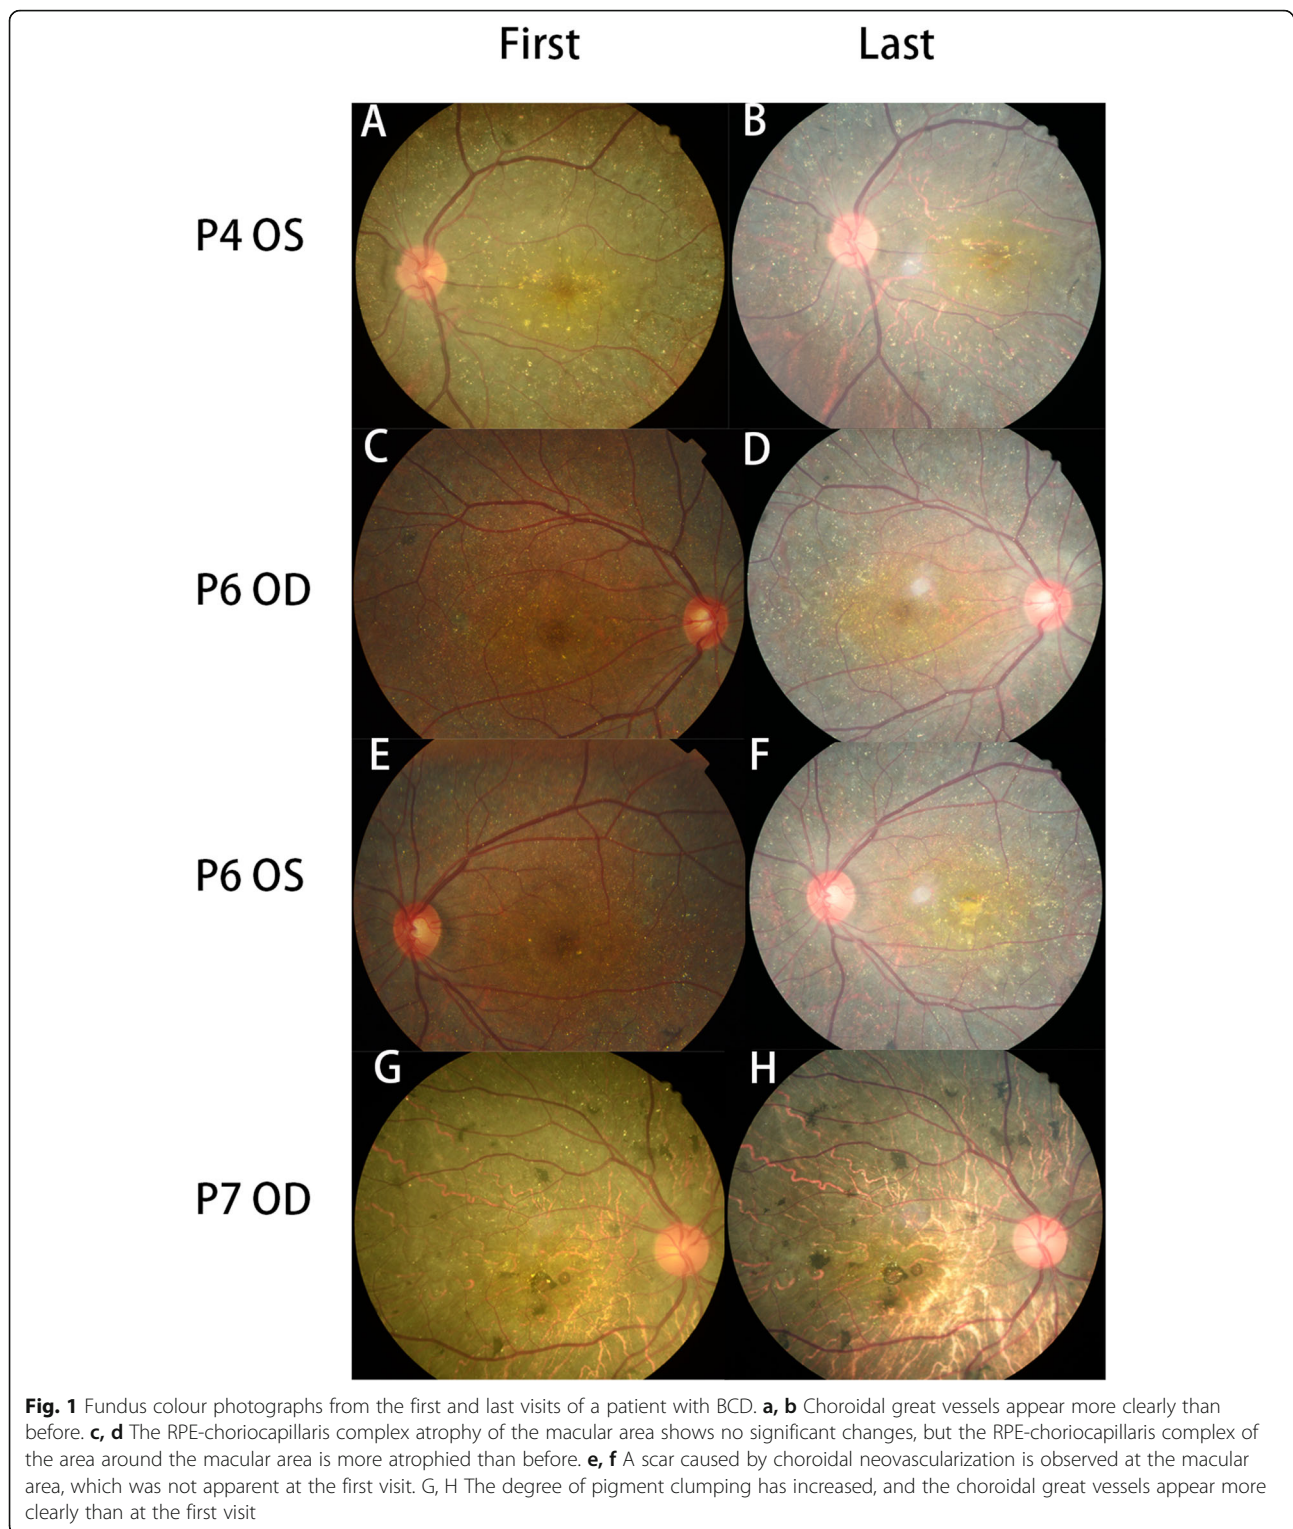 First Last
A B
P4 OS
C D
P6 OD
E F
P6 OS
G H
P7 OD
Fig. 1 Fundus colour photographs from the first and last visits of a patient with BCD. a, b Choroidal great vessels appear more clearly than
before. c, d The RPE-choriocapillaris complex atrophy of the macular area shows no significant changes, but the RPE-choriocapillaris complex of
the area around the macular area is more atrophied than before. e, f A scar caused by choroidal neovascularization is observed at the macular
area, which was not apparent at the first visit. G, H The degree of pigment clumping has increased, and the choroidal great vessels appear more
clearly than at the first visit